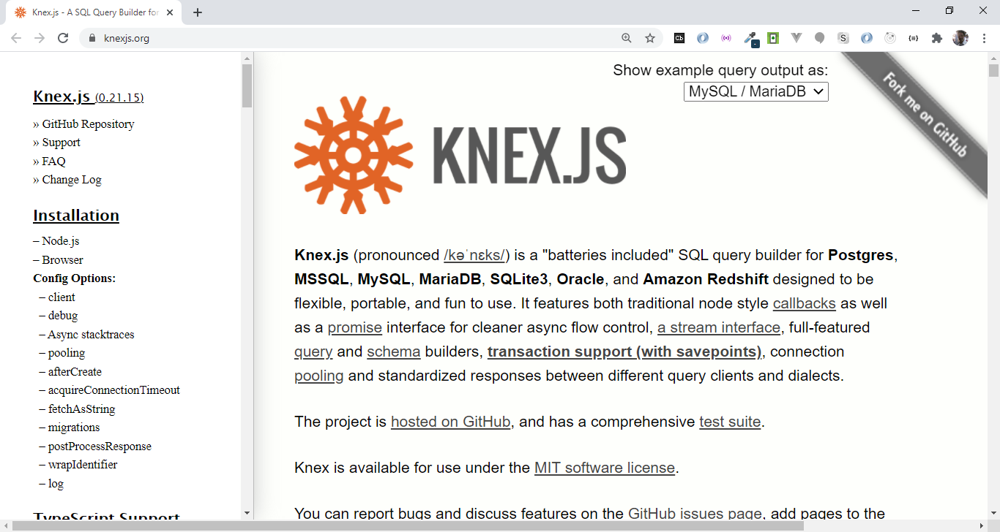 Knex.js - A SQL Query Builder for
knexjs.org
Knex.js (0.21.15)
» GitHub Repository
» Support
» FAQ
» Change Log
Installation
– Node.js
– Browser
Config Options:
– client
– debug
– Async stacktraces
– pooling
– afterCreate
– acquireConnectionTimeout
– fetchAsString
– migrations
– postProcessResponse
– wrapIdentifier
– log
TypeScript Support
Show example query output as:
MySQL / MariaDB
Fork me on GitHub
KNEX.JS
Knex.js (pronounced /kəˈnɛks/) is a "batteries included" SQL query builder for Postgres,
MSSQL, MySQL, MariaDB, SQLite3, Oracle, and Amazon Redshift designed to be
flexible, portable, and fun to use. It features both traditional node style callbacks as well
as a promise interface for cleaner async flow control, a stream interface, full-featured
query and schema builders, transaction support (with savepoints), connection
pooling and standardized responses between different query clients and dialects.
The project is hosted on GitHub, and has a comprehensive test suite.
Knex is available for use under the MIT software license.
You can report bugs and discuss features on the GitHub issues page, add pages to the